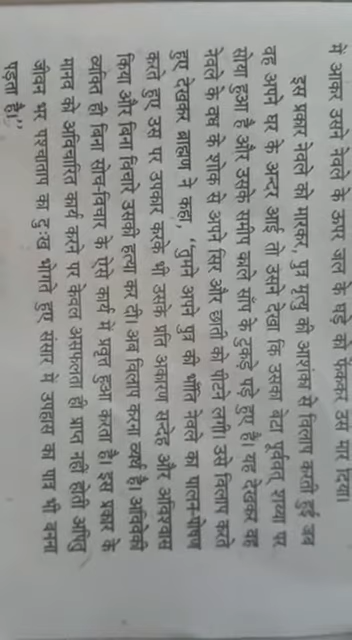 में आकर उसने नेवले के ऊपर जल के घड़े को फेंककर उसे मार दिया।
इस प्रकार नेवले को मारकर, पुत्र मृत्यु की आशंका से विलाप करती हुई जब
वह अपने घर के अन्दर आई तो उसने देखा कि उसका बेटा पूर्ववत् शय्या पर
सोया हुआ है और उसके समीप काले साँप के टुकड़े पड़े हुए है। यह देखकर वह
नेवले के वध के शोक से अपने सिर और छाती को पीटने लगी। उसे विलाप करते
हुए देखकर ब्राह्मण ने कहा, "तुमने अपने पुत्र की भाँति नेवले का पालन-पोषण
करते हुए उस पर उपकार करके भी उसके प्रति अकारण सन्देह और अविश्वास
किया और बिना विचारे उसकी हत्या कर दी। अब विलाप करना व्यर्थ है। अविवेकी
व्यक्ति ही बिना सोच-विचार के ऐसे कार्य में प्रवृत्त हुआ करता है। इस प्रकार के
मानव को अविचारित कार्य करने पर केवल असफलता ही प्राप्त नहीं होती अपितु
जीवन भर पश्चाताप का दुःख भोगते हुए संसार में उपहास का पात्र भी बनना
पड़ता है।"